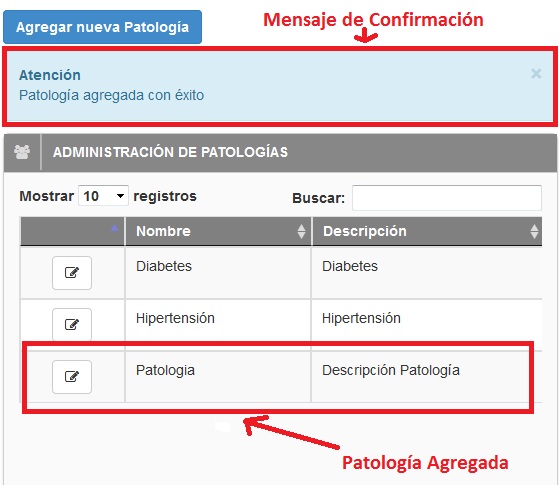 Mensaje de Confirmación
Agregar nueva Patología
Atención
×
Patología agregada con éxito
ADMINISTRACIÓN DE PATOLOGÍAS
Mostrar 10 registros Buscar:
Nombre Descripción
Diabetes Diabetes
Hipertensión Hipertensión
Patologia Descripción Patología
Patología Agregada